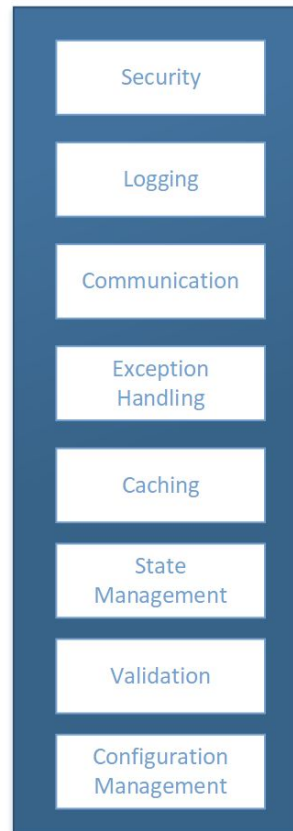 Security
Logging
Communication
Exception
Handling
Caching
State
Management
Validation
Configuration
Management